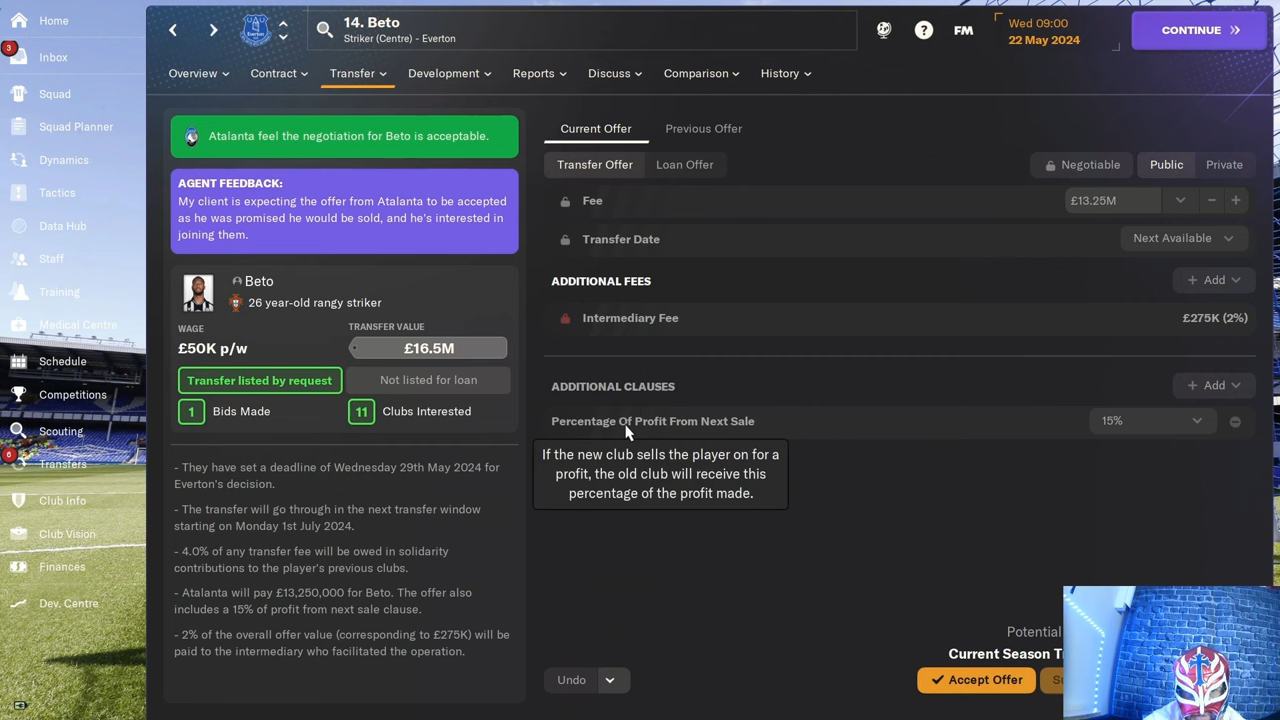 Home
3
Inbox
Squad
Squad Planner
Dynamics
Tactics
Data Hub
Staff
Training
Medical Centre
Schedule
Competitions
Scouting
6
Transfers
Club Info
Club Vision
Finances
Dev. Centre
Everton
14. Beto
Striker (Centre) - Everton
?
FM
Wed 09:00
22 May 2024
CONTINUE
Overview
Contract
Transfer
Development
Reports
Discuss
Comparison
History
Atalanta feel the negotiation for Beto is acceptable.
AGENT FEEDBACK:
My client is expecting the offer from Atalanta to be accepted
as he was promised he would be sold, and he's interested in
joining them.
Beto
26 year-old rangy striker
WAGE
TRANSFER VALUE
£50K p/w
£16.5M
Transfer listed by request
Not listed for loan
1 Bids Made
11 Clubs Interested
- They have set a deadline of Wednesday 29th May 2024 for
Everton's decision.
- The transfer will go through in the next transfer window
starting on Monday 1st July 2024.
- 4.0% of any transfer fee will be owed in solidarity
contributions to the player's previous clubs.
- Atalanta will pay £13,250,000 for Beto. The offer also
includes a 15% of profit from next sale clause.
- 2% of the overall offer value (corresponding to £275K) will be
paid to the intermediary who facilitated the operation.
Current Offer
Previous Offer
Transfer Offer
Loan Offer
Negotiable
Public
Private
Fee
£13.25M
Transfer Date
Next Available
ADDITIONAL FEES
Add
Intermediary Fee
£275K (2%)
ADDITIONAL CLAUSES
Add
Percentage Of Profit From Next Sale
15%
If the new club sells the player on for a
profit, the old club will receive this
percentage of the profit made.
Potential
Current Season T
Undo
Accept Offer